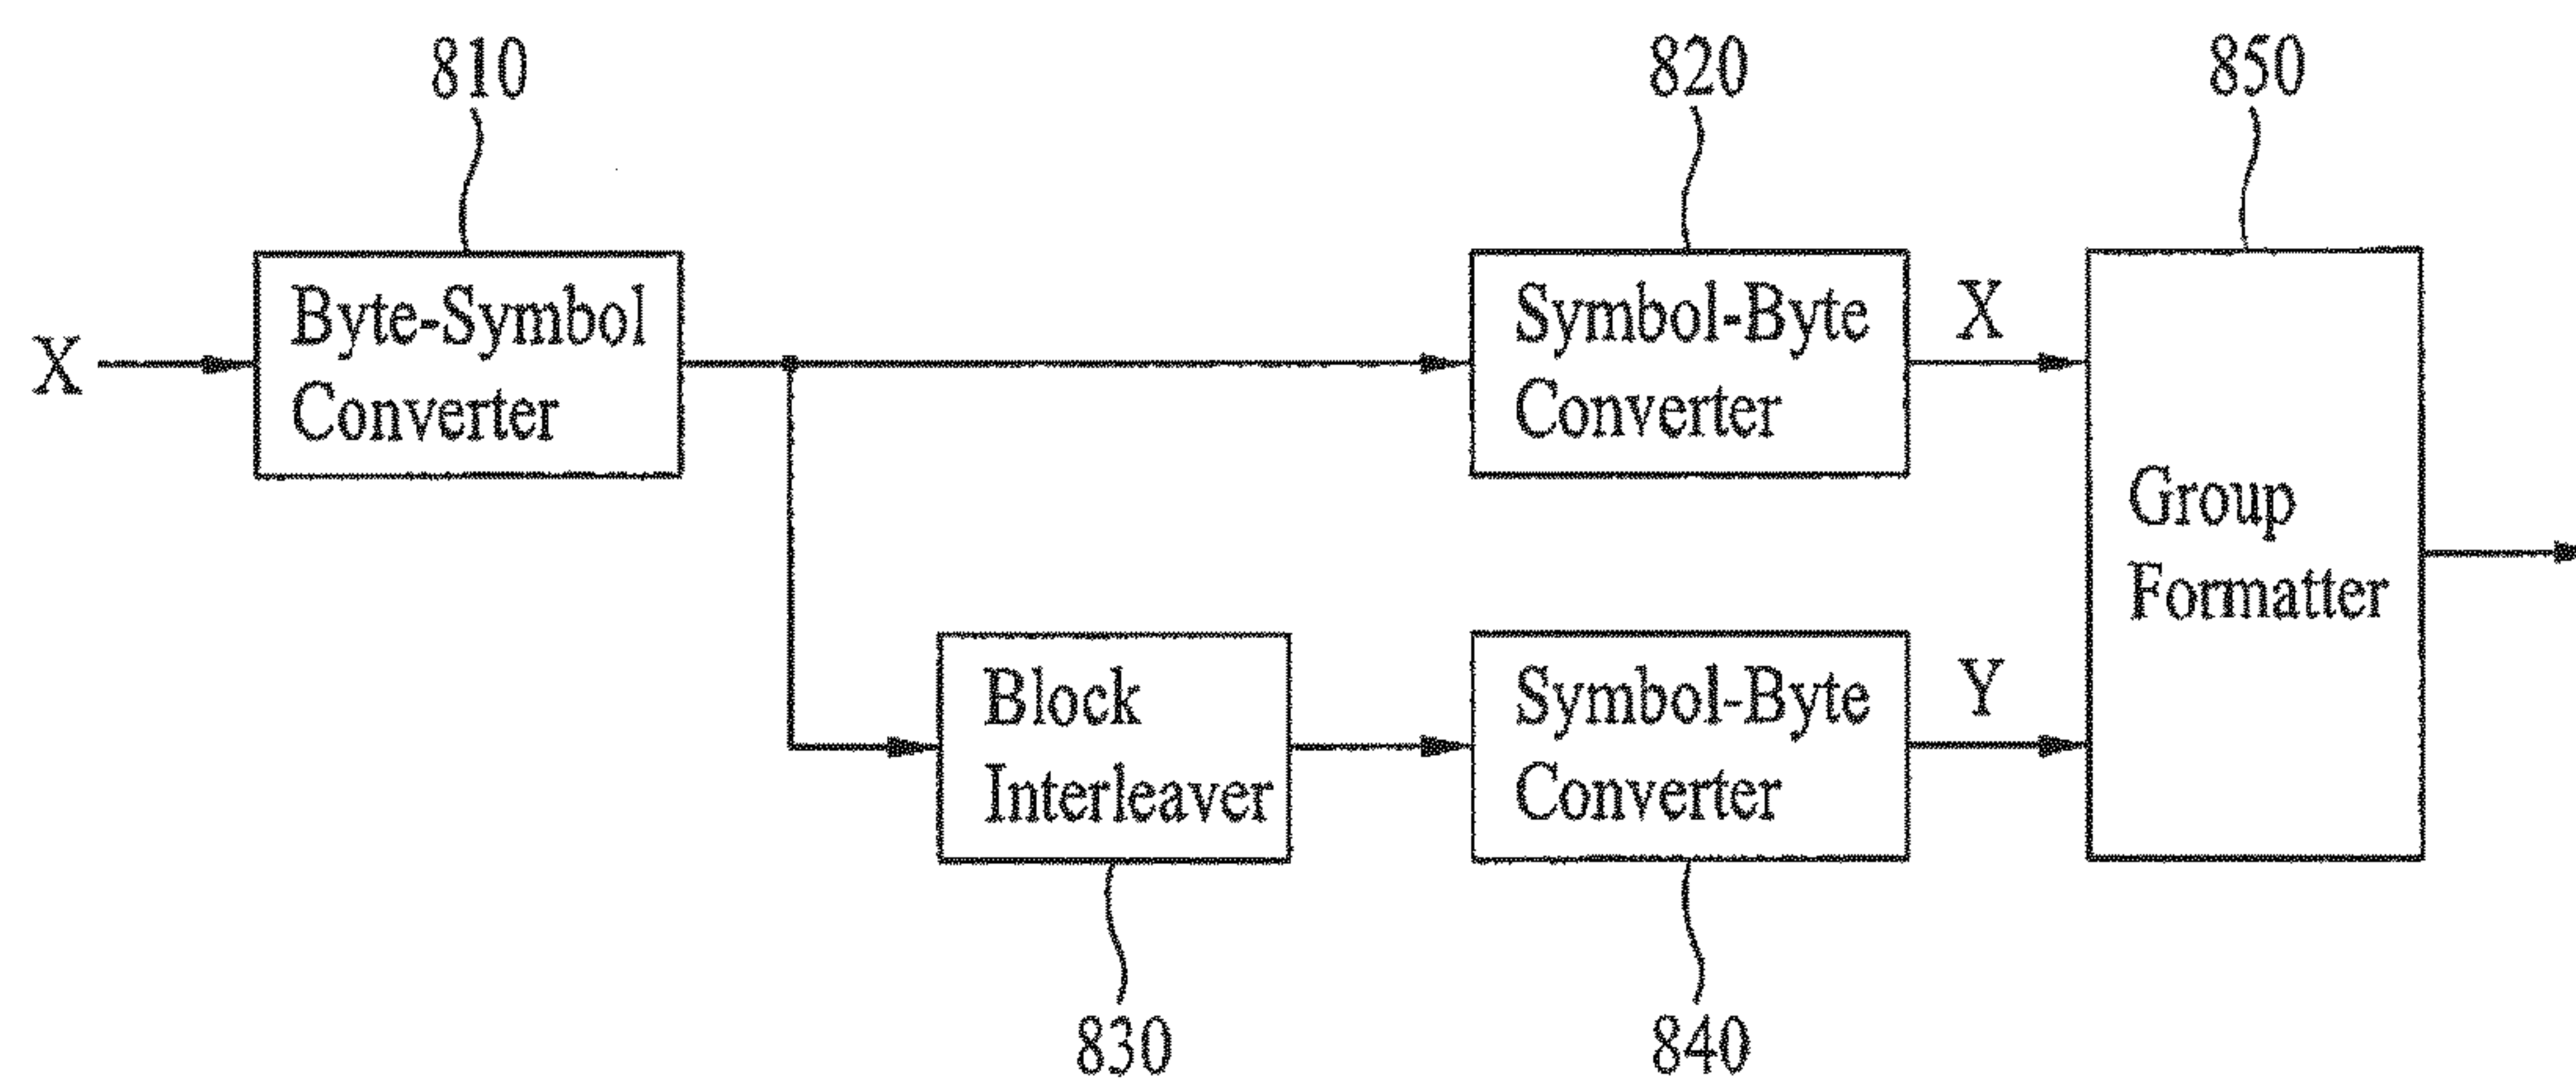 810
820
850
X
Byte-Symbol
Converter
Symbol-Byte
Converter
X
Group
Formatter
Block
Interleaver
Symbol-Byte
Converter
Y
830
840